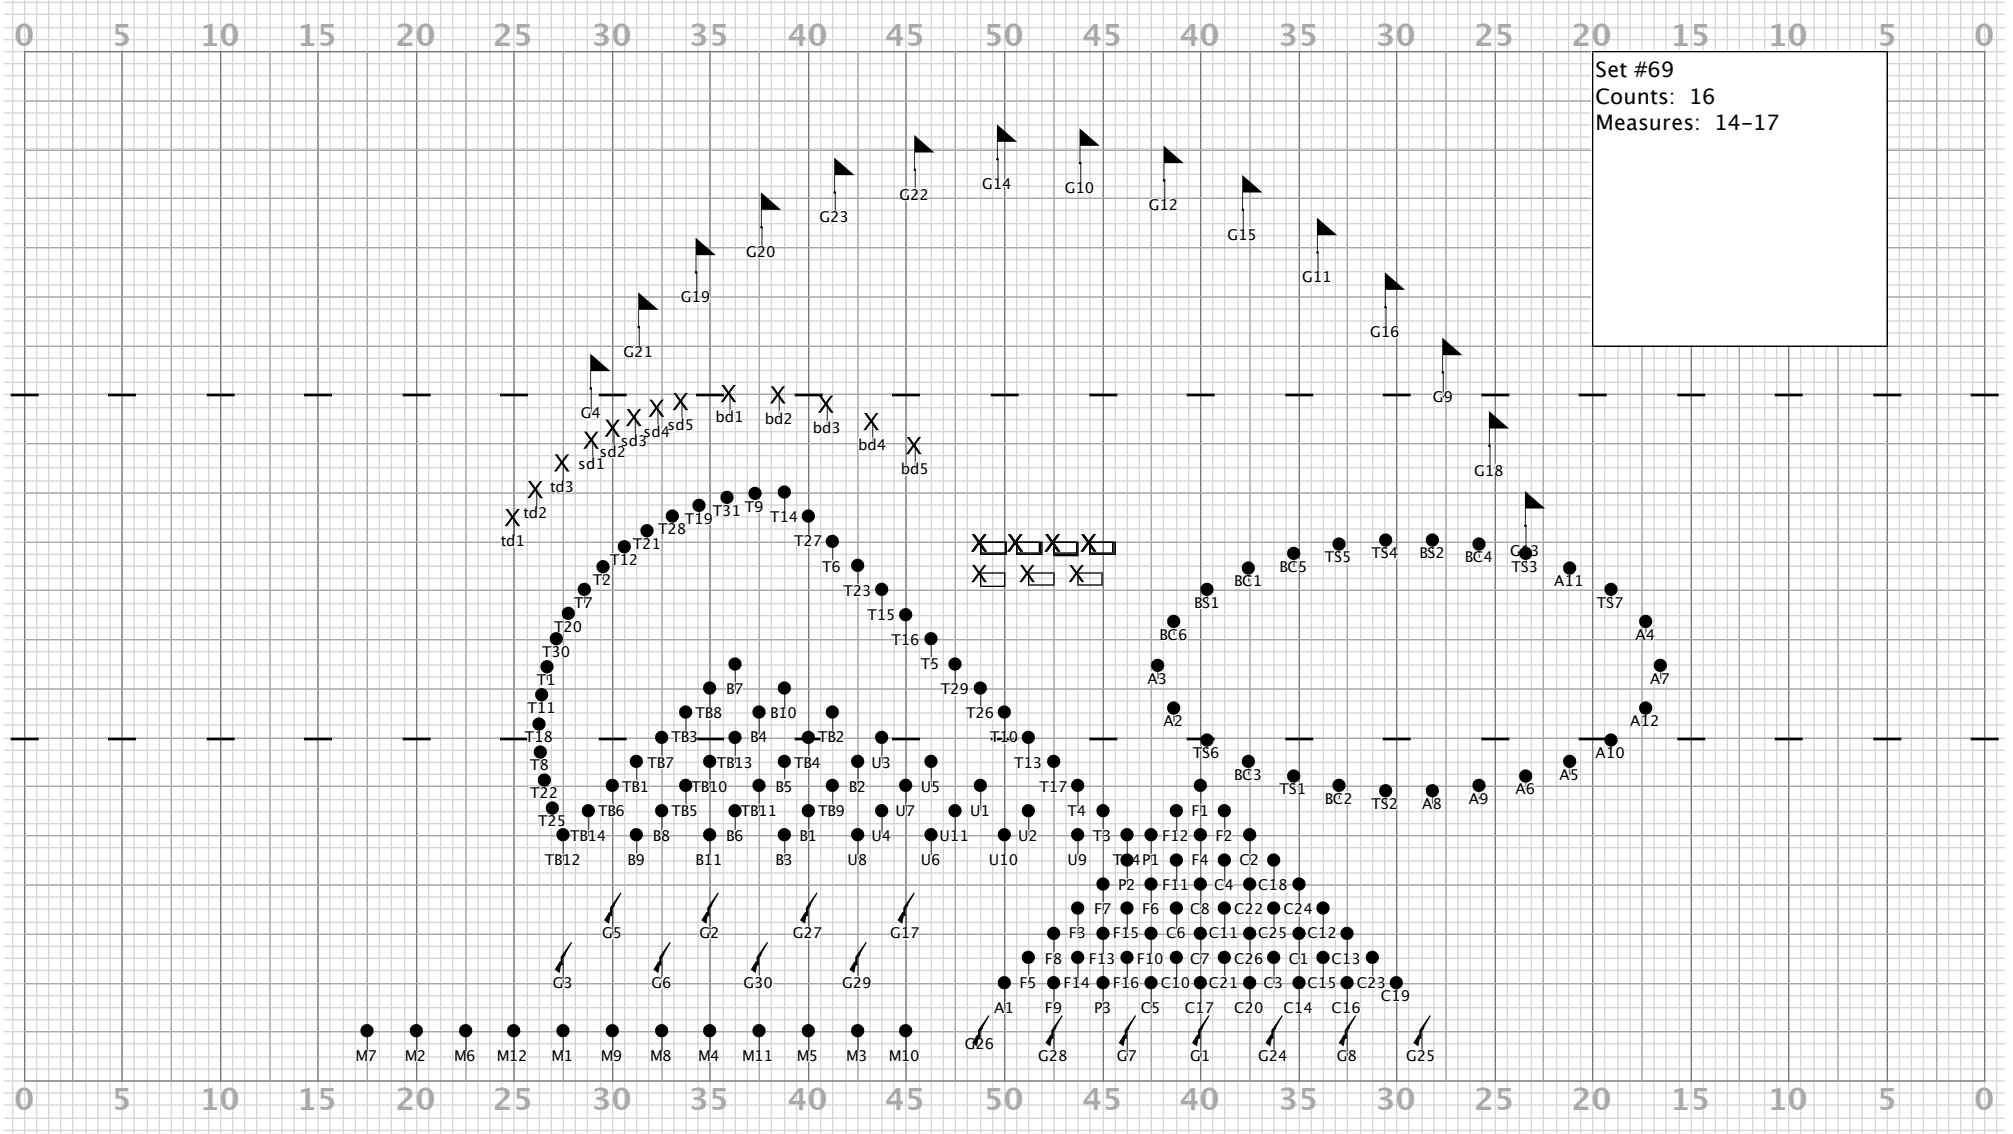 0 5 10 15 20 25 30 35 40 45 50 45 40 35 30 25 20 15 10 5 0
Set #69
Counts: 16
Measures: 14-17
G22 G14 G10
G23 G12
G20 G15
G19 G11
G21 G16
G4 G9
bd1 bd2 bd3
sd1 sd2 sd3 sd4 sd5 bd4
bd5 G18
td1 td2 td3
T21 T28 T19 T31 T9 T14
T12 T27 TS5 TS4 BS2 BC4 G13
T2 T6 BC1 BC5 TS3 A11
T7 T23 BS1 TS7
T20 T15
T30 T16 BC6 A4
T1 T5 A3 A7
T11 B7 T29
TB8 B10 T26 A2 A12
T18 TB3 B4 TB2 T10
T8 TB7 TB13 TB4 U3 T13 TS6 A10
T22 TB1 TB10 B5 B2 U5 T17 BC3 A5
T25 TB6 TB5 TB11 TB9 U7 U1 T4 F1 TS1 BC2 TS2 A8 A9 A6
TB14 B8 B6 B1 U4 U11 U2 T3 F12 F2
TB12 B9 B11 B3 U8 U6 U10 U9 P1 F4 C2
P2 F11 C4 C18
F7 F6 C8 C22 C24
G5 G2 G27 G17 F3 F15 C6 C11 C25 C12
F8 F13 F10 C7 C26 C1 C13
G3 G6 G30 G29 F5 F14 F16 C10 C21 C3 C15 C23 C19
A1 F9 P3 C5 C17 C20 C14 C16
G26
M7 M2 M6 M12 M1 M9 M8 M4 M11 M5 M3 M10 G28 G7 G1 G24 G8 G25
0 5 10 15 20 25 30 35 40 45 50 45 40 35 30 25 20 15 10 5 0